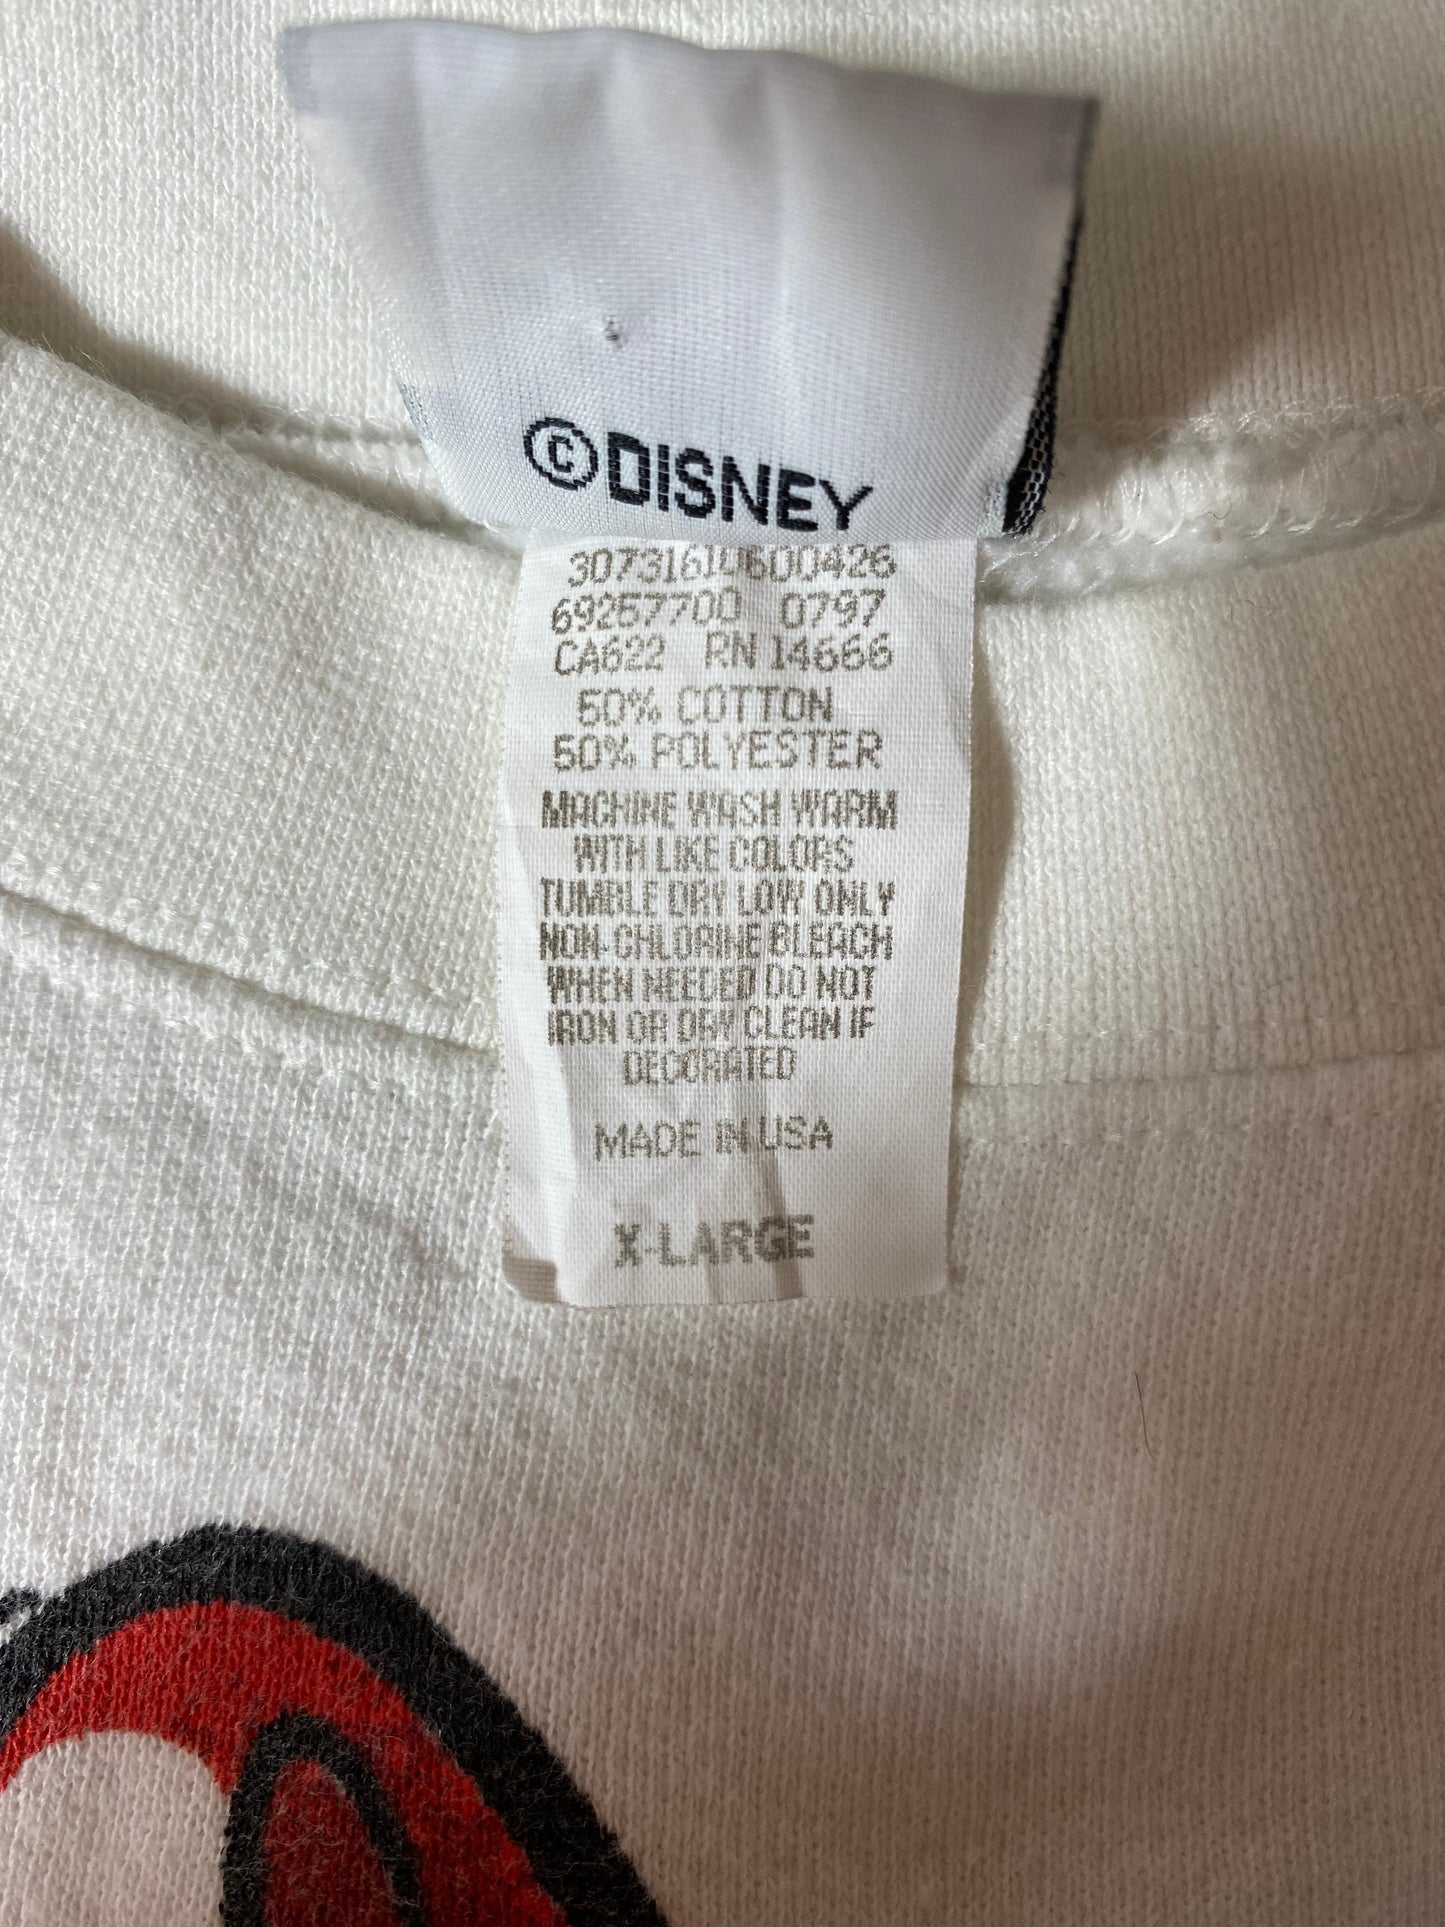 ©DISNEY
30731610600426
69257700 0797
CA622 RN 14666
50% COTTON
50% POLYESTER
MACHINE WASH WARM
WITH LIKE COLORS
TUMBLE DRY LOW ONLY
NON-CHLORINE BLEACH
WHEN NEEDED DO NOT
IRON OR DRY CLEAN IF
DECORATED
MADE IN USA
X-LARGE